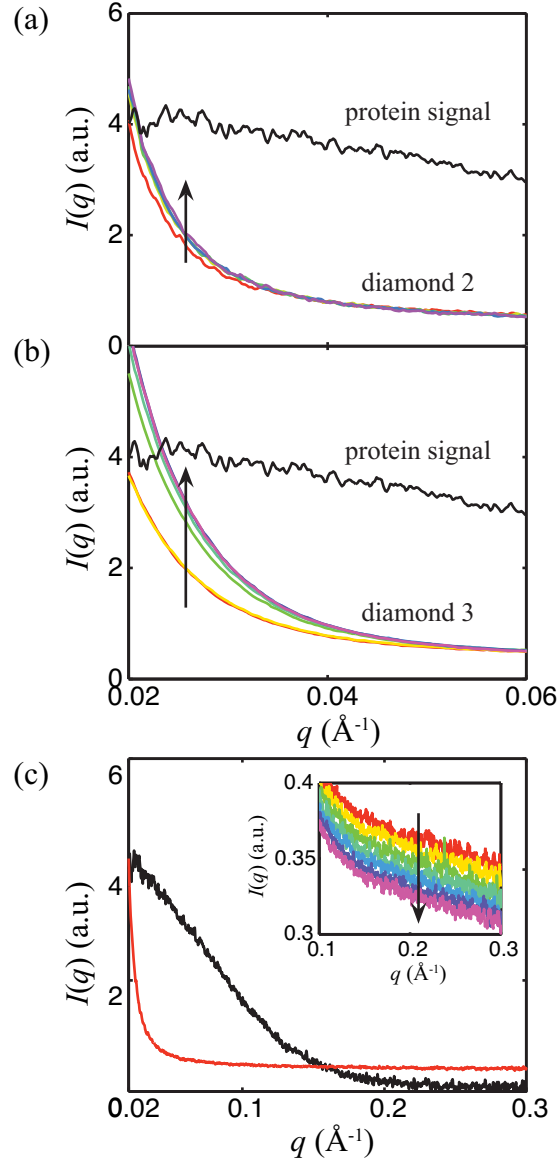 (a)
6
4
2
0
I(q) (a.u.)
protein signal
diamond 2
(b)
4
2
0
I(q) (a.u.)
protein signal
diamond 3
0.02 0.04 0.06
q (Å-1)
(c)
6
4
2
0
I(q) (a.u.)
0.4
0.35
0.3
I(q) (a.u.)
0.1 0.2 0.3
q (Å-1)
0.02 0.1 0.2 0.3
q (Å-1)